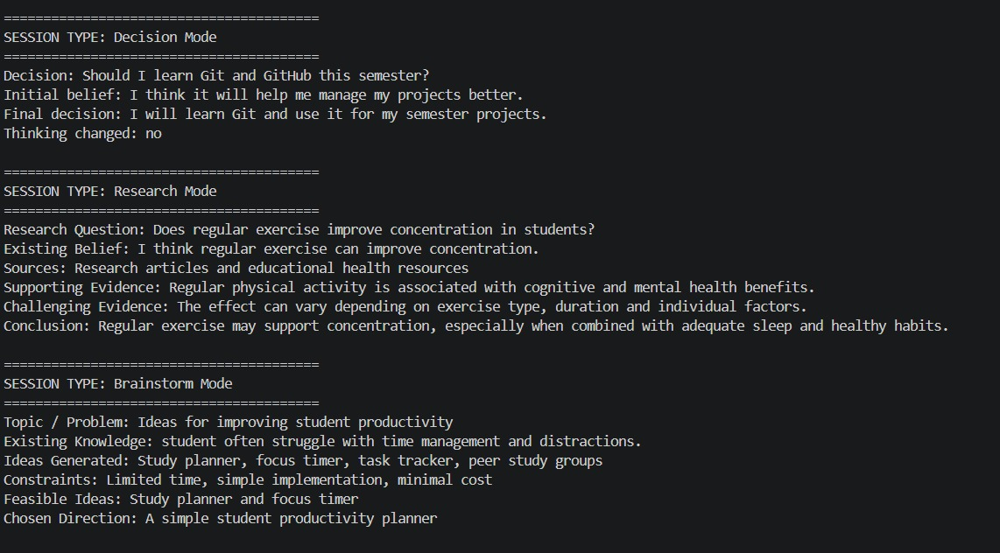 ========================================
SESSION TYPE: Decision Mode
========================================
Decision: Should I learn Git and GitHub this semester?
Initial belief: I think it will help me manage my projects better.
Final decision: I will learn Git and use it for my semester projects.
Thinking changed: no
========================================
SESSION TYPE: Research Mode
========================================
Research Question: Does regular exercise improve concentration in students?
Existing Belief: I think regular exercise can improve concentration.
Sources: Research articles and educational health resources
Supporting Evidence: Regular physical activity is associated with cognitive and mental health benefits.
Challenging Evidence: The effect can vary depending on exercise type, duration and individual factors.
Conclusion: Regular exercise may support concentration, especially when combined with adequate sleep and healthy habits.
========================================
SESSION TYPE: Brainstorm Mode
========================================
Topic / Problem: Ideas for improving student productivity
Existing Knowledge: student often struggle with time management and distractions.
Ideas Generated: Study planner, focus timer, task tracker, peer study groups
Constraints: Limited time, simple implementation, minimal cost
Feasible Ideas: Study planner and focus timer
Chosen Direction: A simple student productivity planner